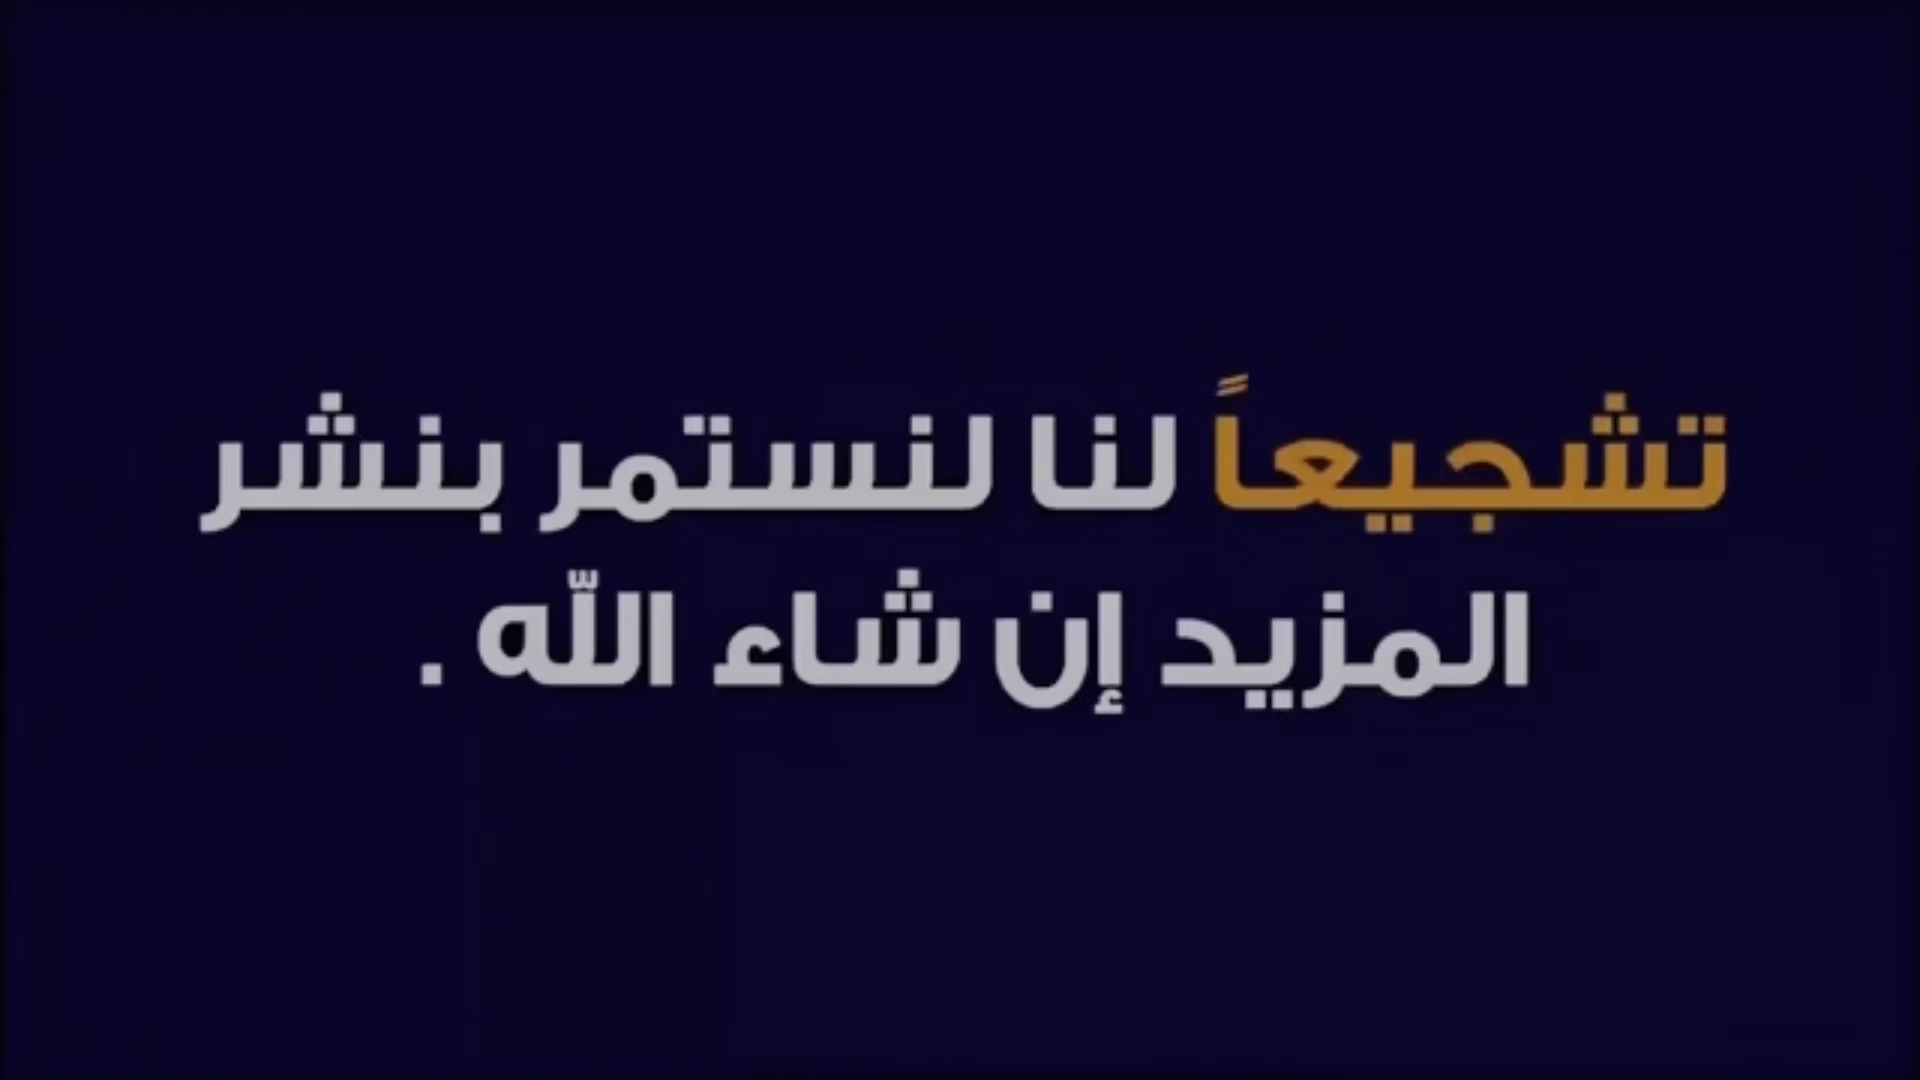 تشجيعاً لنا لنستمر بنشر
المزيد إن شاء اللّه .